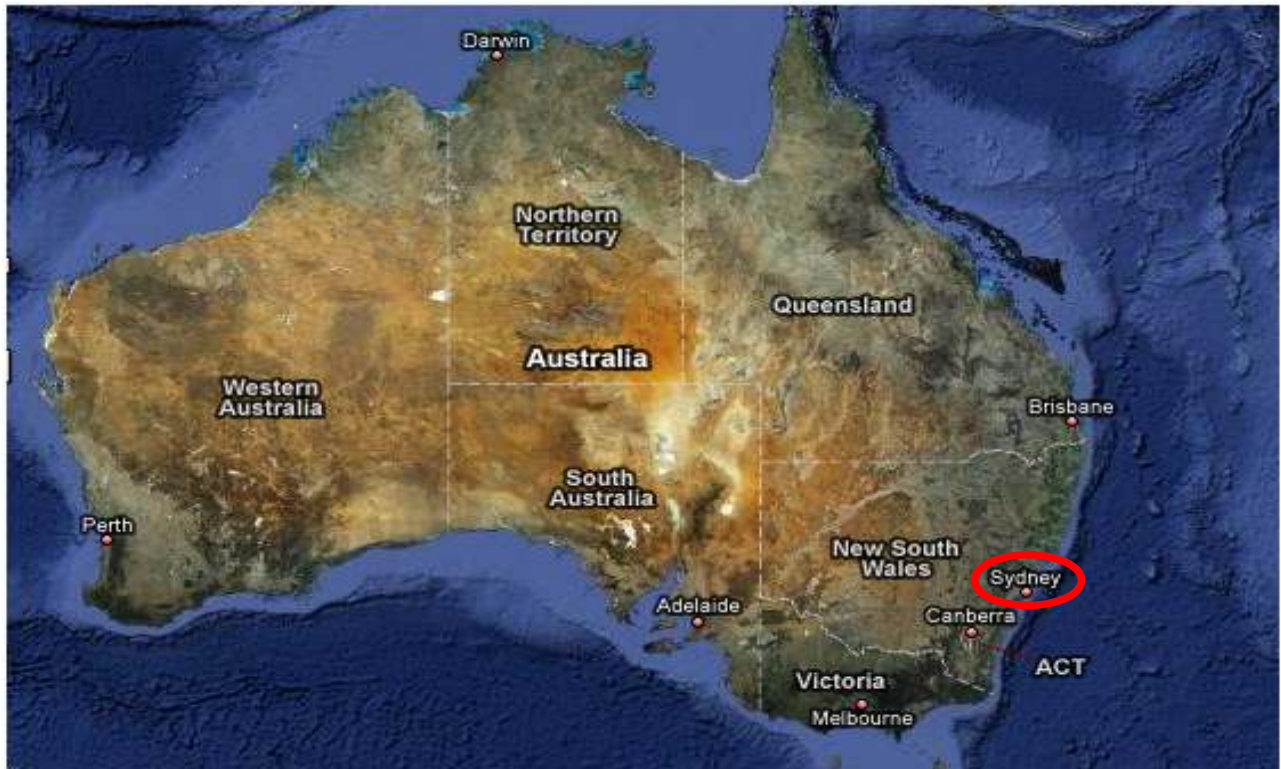 Darwin
Northern
Territory
Queensland
Australia
Western
Australia
Brisbane
South
Australia
Perth
New South
Wales
Sydney
Adelaide
Canberra
ACT
Victoria
Melbourne